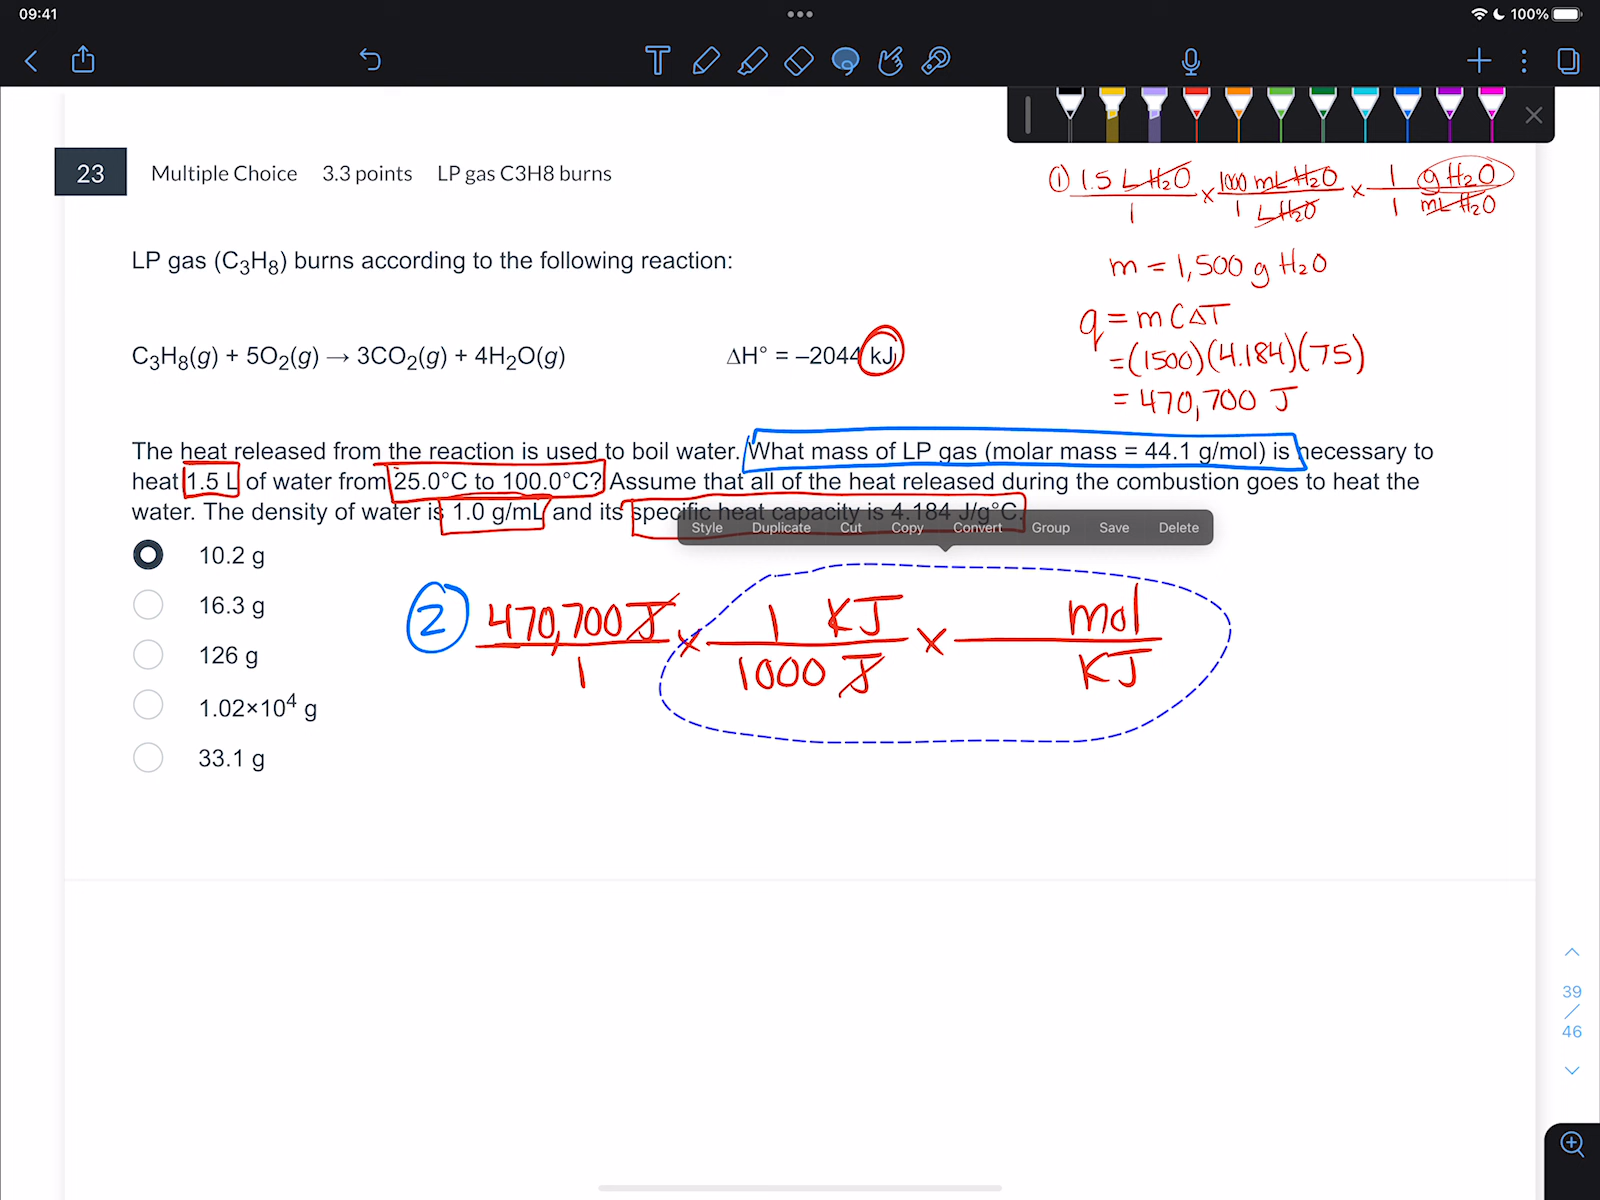 09:41
100%
23 Multiple Choice 3.3 points LP gas C3H8 burns
① 1.5 L H₂O / 1 × 1000 mL H₂O / 1 L H₂O × 1 g H₂O / 1 mL H₂O
m = 1,500 g H₂O
LP gas (C₃H₈) burns according to the following reaction:
q = mCΔT
C₃H₈(g) + 5O₂(g) → 3CO₂(g) + 4H₂O(g) ΔH° = –2044 kJ
= (1500)(4.184)(75)
= 470,700 J
The heat released from the reaction is used to boil water. What mass of LP gas (molar mass = 44.1 g/mol) is necessary to
heat 1.5 L of water from 25.0°C to 100.0°C? Assume that all of the heat released during the combustion goes to heat the
water. The density of water is 1.0 g/mL and its specific heat capacity is 4.184 J/g°C.
Style Duplicate Cut Copy Convert Group Save Delete
10.2 g
16.3 g
126 g
1.02×10⁴ g
33.1 g
② 470,700 J / 1 × 1 KJ / 1000 J × mol / KJ
39
/
46